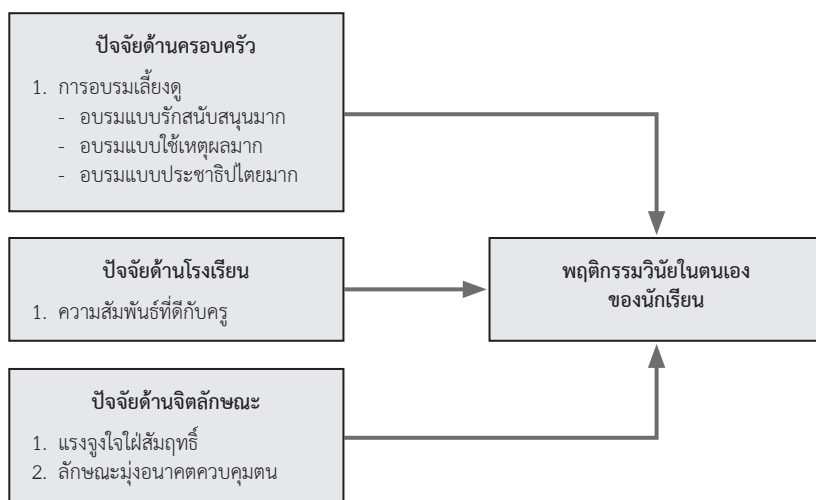 ปัจจัยด้านครอบครัว
1. การอบรมเลี้ยงดู
- อบรมแบบรักสนับสนุนมาก
- อบรมแบบใช้เหตุผลมาก
- อบรมแบบประชาธิปไตยมาก
ปัจจัยด้านโรงเรียน
1. ความสัมพันธ์ที่ดีกับครู
พฤติกรรมวินัยในตนเอง
ของนักเรียน
ปัจจัยด้านจิตลักษณะ
1. แรงจูงใจใฝ่สัมฤทธิ์
2. ลักษณะมุ่งอนาคตควบคุมตน